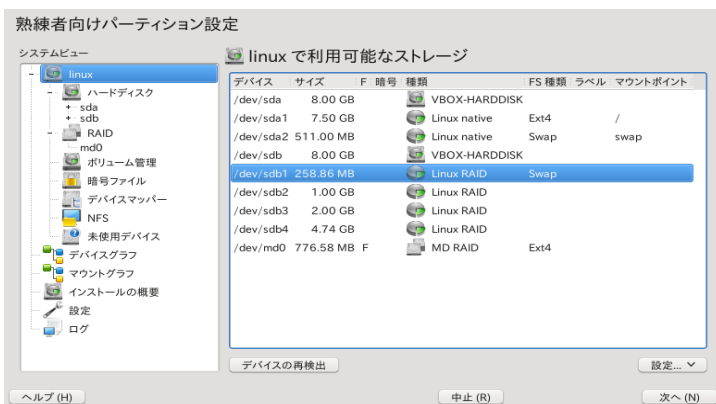 熟練者向けパーティション設定
システムビュー
linux
ハードディスク
sda
sdb
RAID
md0
ボリューム管理
暗号ファイル
デバイスマッパー
NFS
未使用デバイス
デバイスグラフ
マウントグラフ
インストールの概要
設定
ログ
linux で利用可能なストレージ
デバイス サイズ F 暗号 種類 FS 種類 ラベル マウントポイント
/dev/sda 8.00 GB VBOX-HARDDISK
/dev/sda1 7.50 GB Linux native Ext4 /
/dev/sda2 511.00 MB Linux native Swap swap
/dev/sdb 8.00 GB VBOX-HARDDISK
/dev/sdb1 258.86 MB Linux RAID Swap
/dev/sdb2 1.00 GB Linux RAID
/dev/sdb3 2.00 GB Linux RAID
/dev/sdb4 4.74 GB Linux RAID
/dev/md0 776.58 MB F MD RAID Ext4
デバイスの再検出 設定...
ヘルプ (H) 中止 (R) 次へ (N)